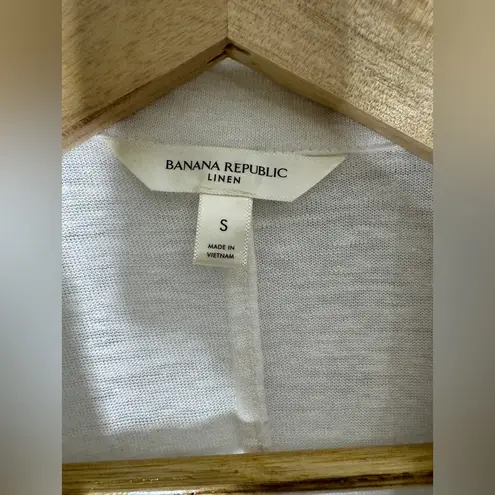 BANANA REPUBLIC
LINEN
S
MADE IN
VIETNAM